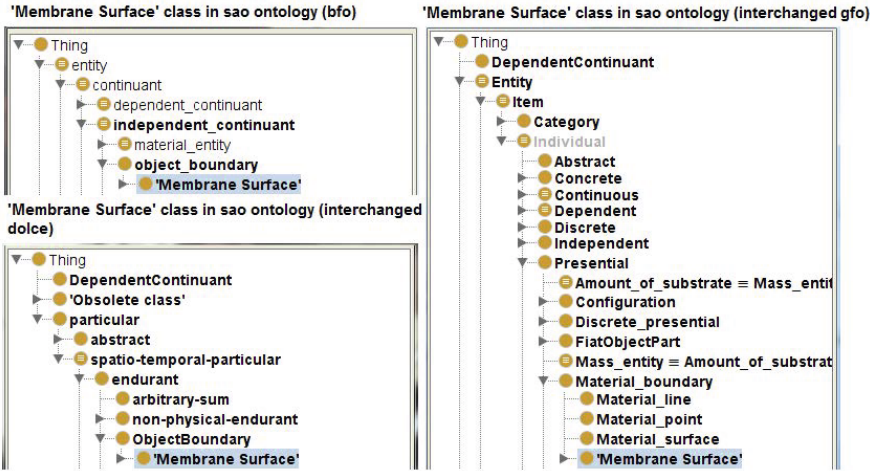 'Membrane Surface' class in sao ontology (bfo)
Thing
entity
continuant
dependent_continuant
independent_continuant
material_entity
object_boundary
'Membrane Surface'
'Membrane Surface' class in sao ontology (interchanged
dolce)
Thing
DependentContinuant
'Obsolete class'
particular
abstract
spatio-temporal-particular
endurant
arbitrary-sum
non-physical-endurant
ObjectBoundary
'Membrane Surface'
'Membrane Surface' class in sao ontology (interchanged gfo)
Thing
DependentContinuant
Entity
Item
Category
Individual
Abstract
Concrete
Continuous
Dependent
Discrete
Independent
Presential
Amount_of_substrate ≡ Mass_entit
Configuration
Discrete_presential
FiatObjectPart
Mass_entity ≡ Amount_of_substrat
Material_boundary
Material_line
Material_point
Material_surface
'Membrane Surface'